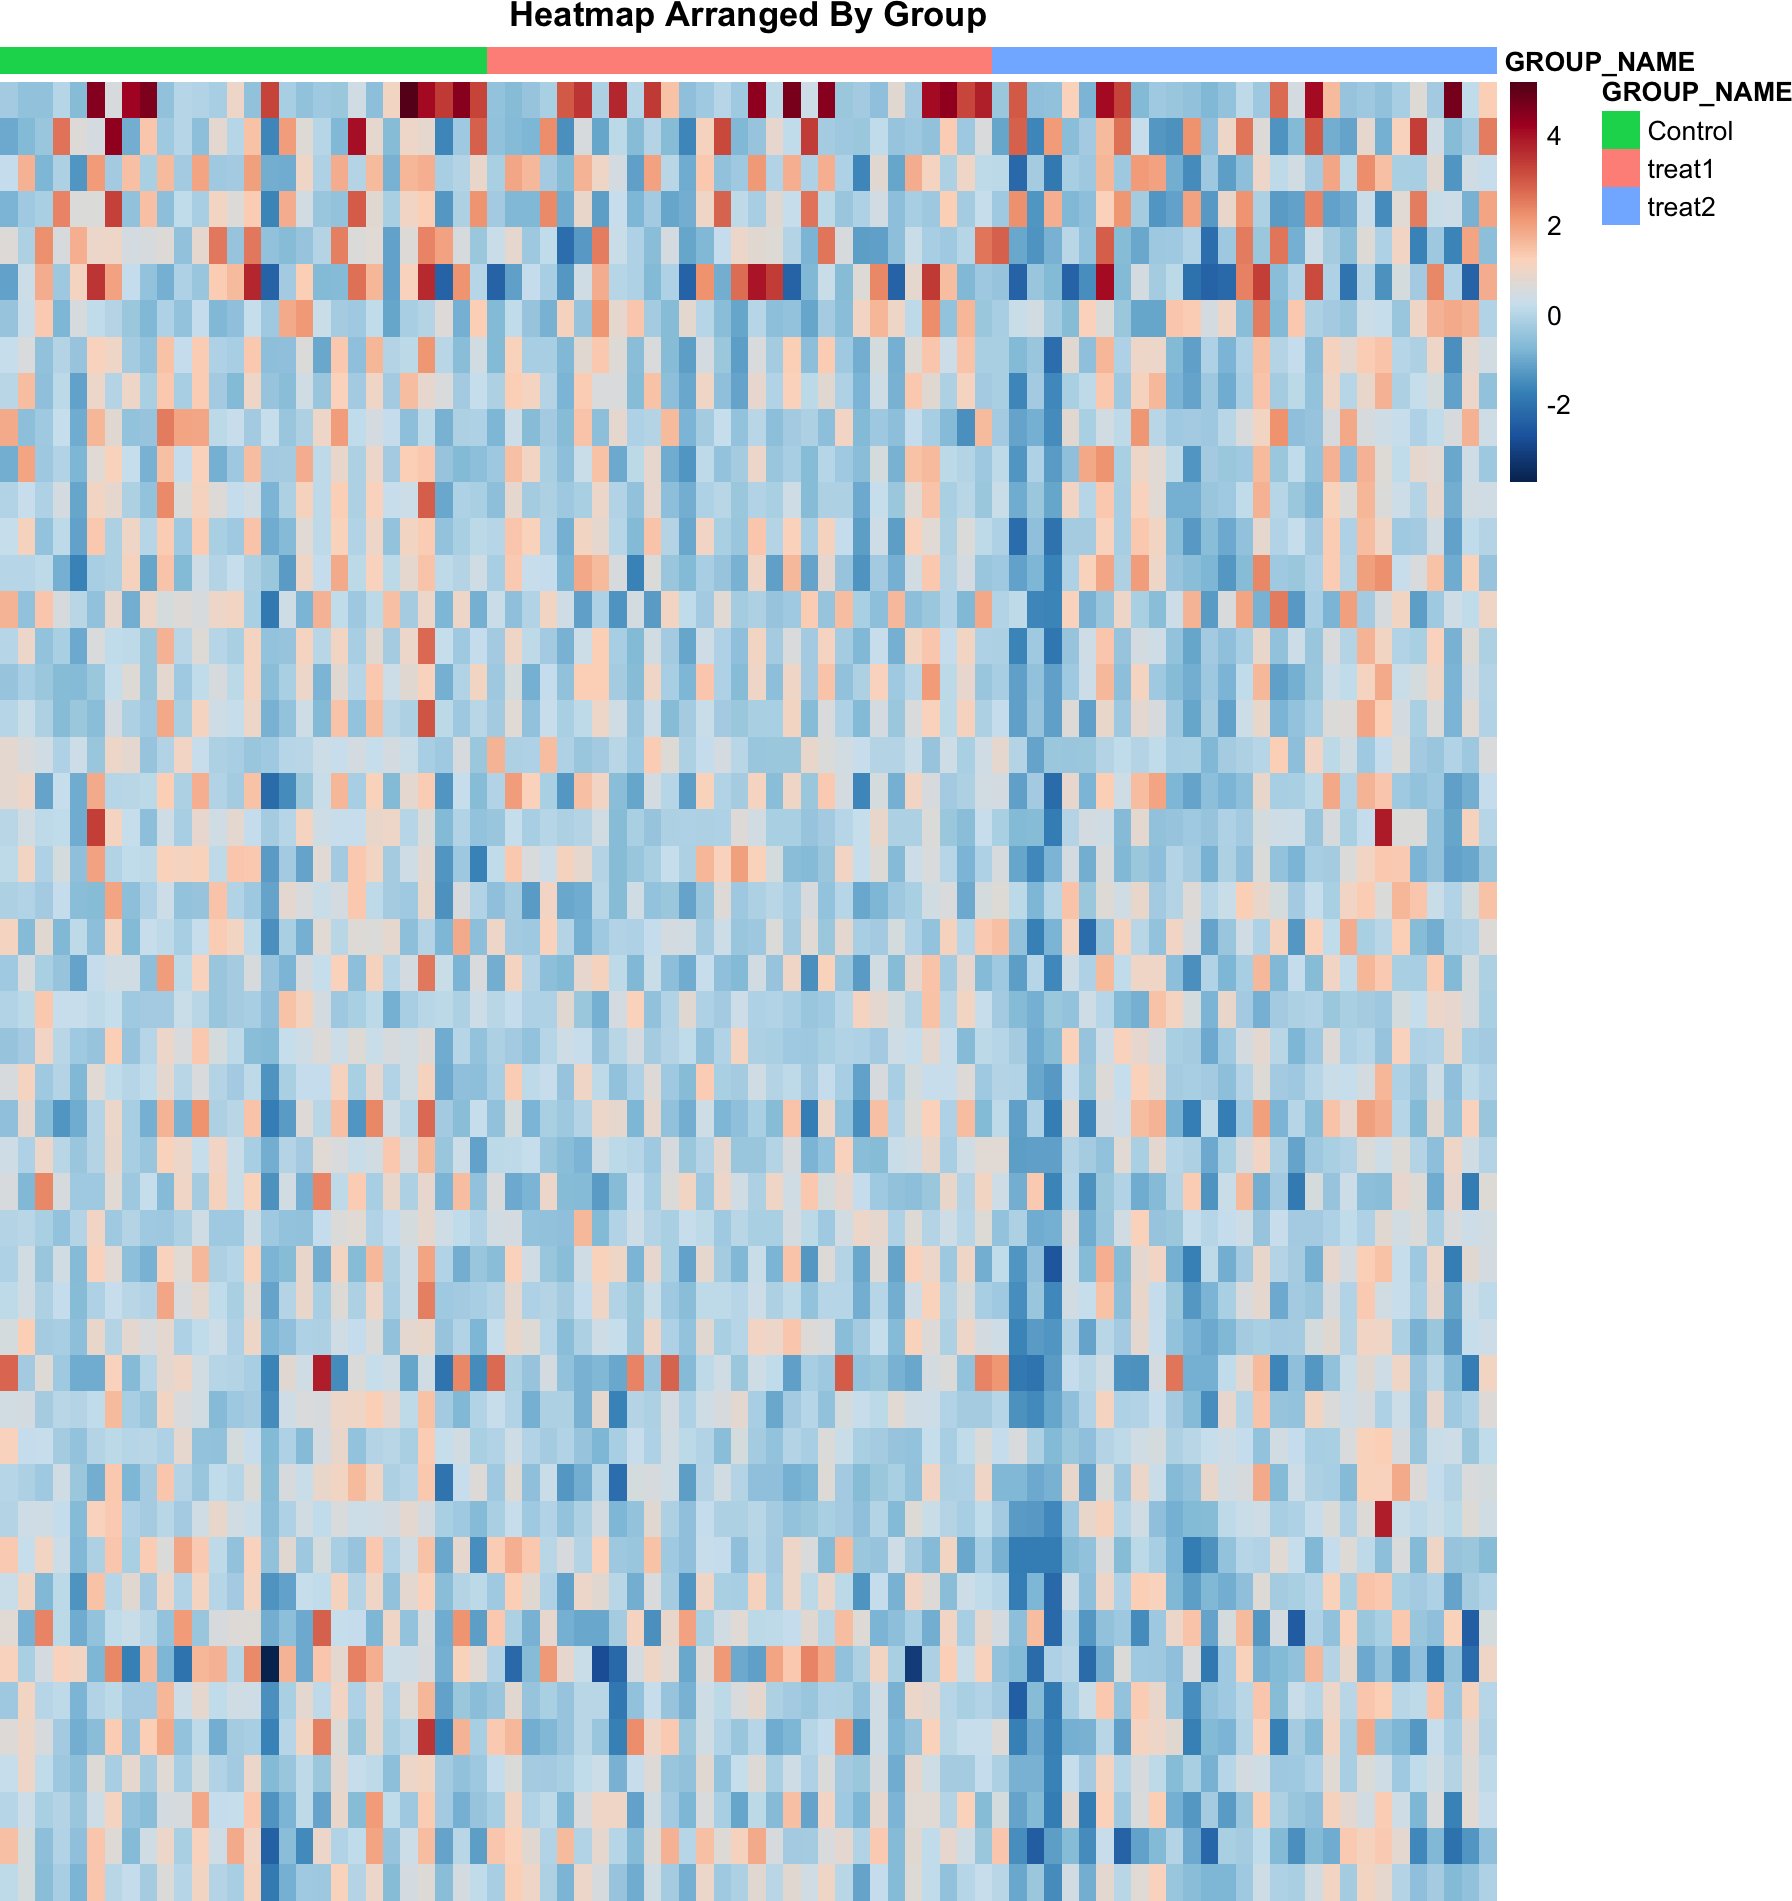 Heatmap Arranged By Group
GROUP_NAME
GROUP_NAME
Control
treat1
treat2
4
2
0
-2